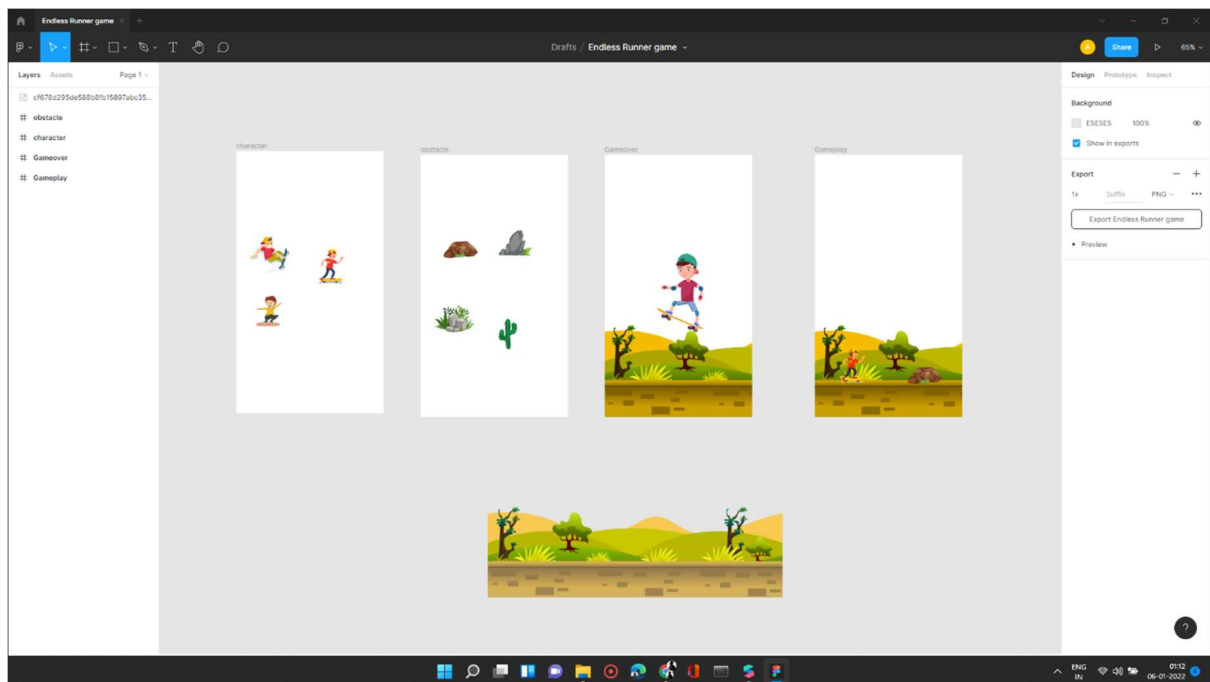 Endless Runner game
Drafts / Endless Runner game
A
Share
65%
Layers Assets Page 1
cf678d295de588b8fb15897abc35...
obstacle
character
Gameover
Gameplay
character
obstacle
Gameover
Gameplay
Design Prototype Inspect
Background
E5E5E5 100%
Show in exports
Export
1x Suffix PNG
Export Endless Runner game
Preview
?
ENG
IN
01:12
06-01-2022